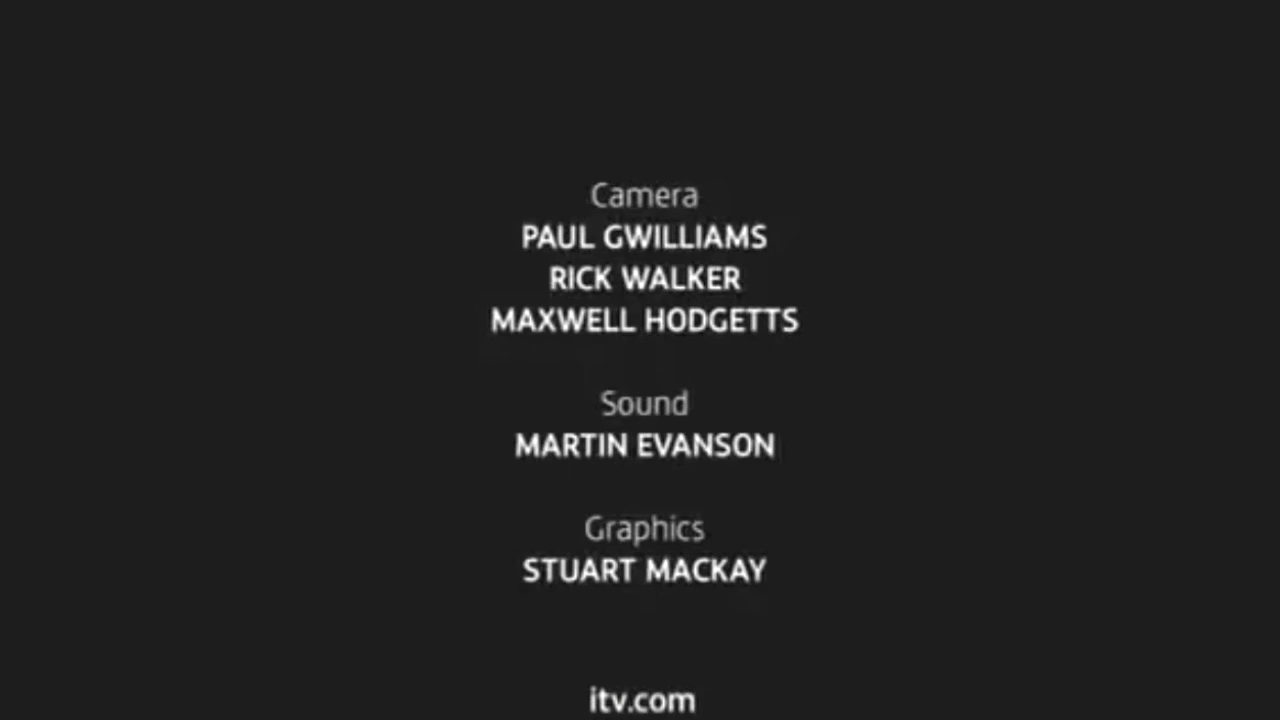 Camera
PAUL GWILLIAMS
RICK WALKER
MAXWELL HODGETTS
Sound
MARTIN EVANSON
Graphics
STUART MACKAY
itv.com